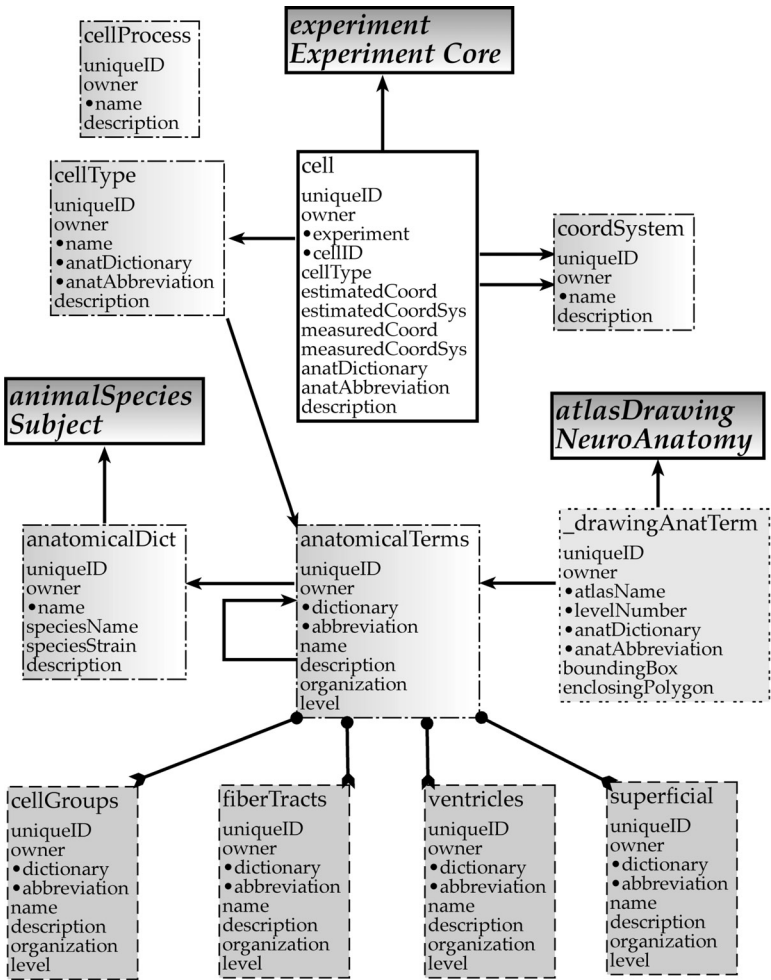 cellProcess
uniqueID
owner
•name
description
experiment
Experiment Core
cellType
uniqueID
owner
•name
•anatDictionary
•anatAbbreviation
description
cell
uniqueID
owner
•experiment
•cellID
cellType
estimatedCoord
estimatedCoordSys
measuredCoord
measuredCoordSys
anatDictionary
anatAbbreviation
description
coordSystem
uniqueID
owner
•name
description
animalSpecies
Subject
atlasDrawing
NeuroAnatomy
anatomicalDict
uniqueID
owner
•name
speciesName
speciesStrain
description
anatomicalTerms
uniqueID
owner
•dictionary
•abbreviation
name
description
organization
level
_drawingAnatTerm
uniqueID
owner
•atlasName
•levelNumber
•anatDictionary
•anatAbbreviation
boundingBox
enclosingPolygon
cellGroups
uniqueID
owner
•dictionary
•abbreviation
name
description
organization
level
fiberTracts
uniqueID
owner
•dictionary
•abbreviation
name
description
organization
level
ventricles
uniqueID
owner
•dictionary
•abbreviation
name
description
organization
level
superficial
uniqueID
owner
•dictionary
•abbreviation
name
description
organization
level